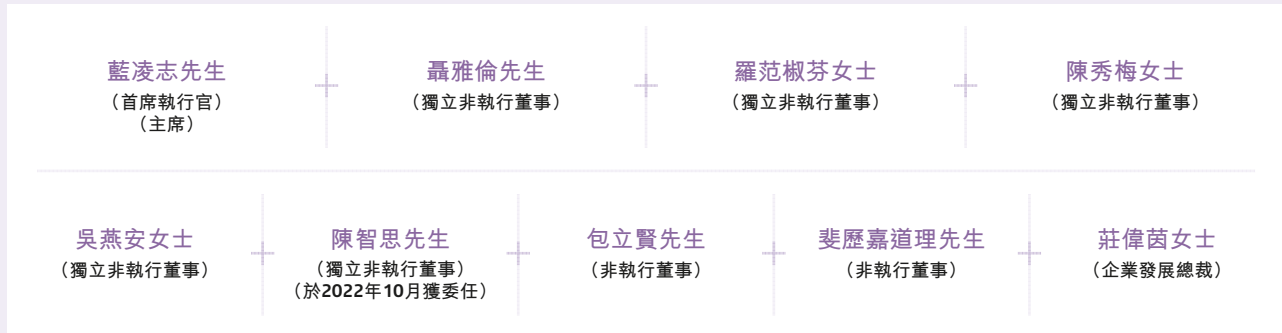 藍凌志先生
（首席執行官）
（主席）
聶雅倫先生
（獨立非執行董事）
羅范椒芬女士
（獨立非執行董事）
陳秀梅女士
（獨立非執行董事）
吳燕安女士
（獨立非執行董事）
陳智思先生
（獨立非執行董事）
（於2022年10月獲委任）
包立賢先生
（非執行董事）
斐歷嘉道理先生
（非執行董事）
莊偉茵女士
（企業發展總裁）